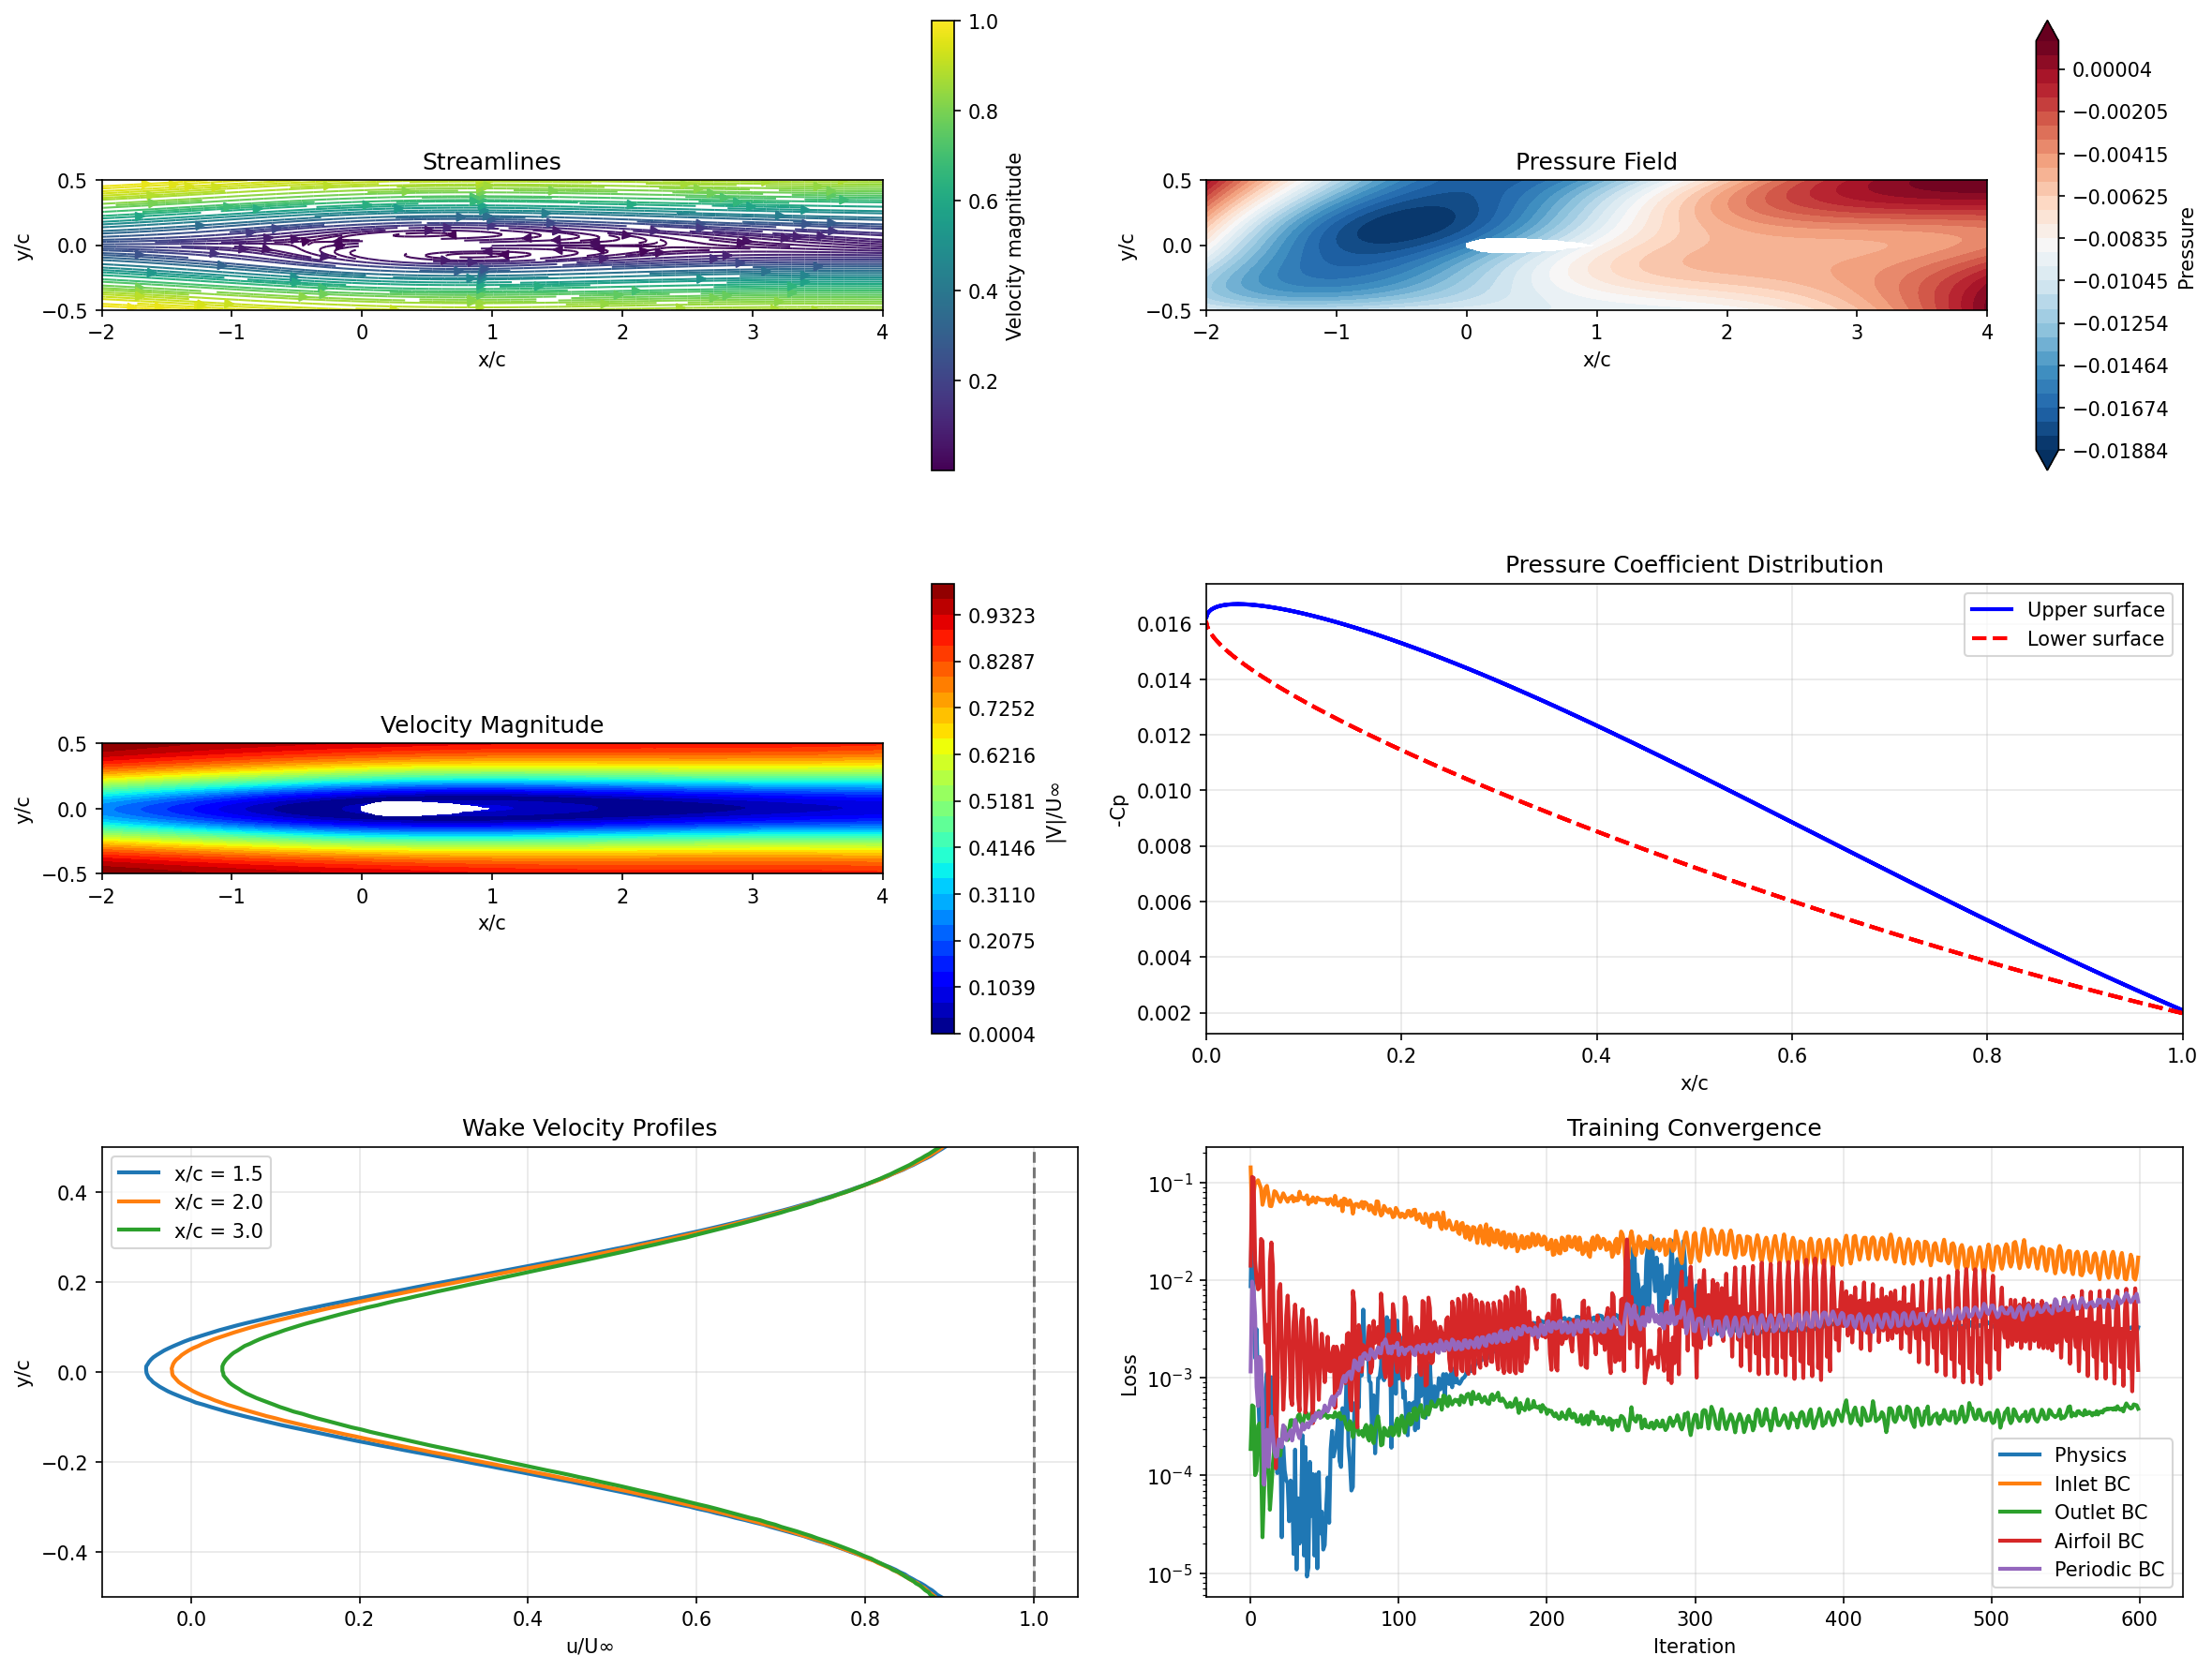 Streamlines
0.5
0.0
−0.5
y/c
−2 −1 0 1 2 3 4
x/c
1.0
0.8
0.6
0.4
0.2
Velocity magnitude
Pressure Field
0.5
0.0
−0.5
y/c
−2 −1 0 1 2 3 4
x/c
0.00004
−0.00205
−0.00415
−0.00625
−0.00835
−0.01045
−0.01254
−0.01464
−0.01674
−0.01884
Pressure
Velocity Magnitude
0.5
0.0
−0.5
y/c
−2 −1 0 1 2 3 4
x/c
0.9323
0.8287
0.7252
0.6216
0.5181
0.4146
0.3110
0.2075
0.1039
0.0004
|V|/U∞
Pressure Coefficient Distribution
Upper surface
Lower surface
0.016
0.014
0.012
0.010
0.008
0.006
0.004
0.002
-Cp
0.0 0.2 0.4 0.6 0.8 1.0
x/c
Wake Velocity Profiles
x/c = 1.5
x/c = 2.0
x/c = 3.0
0.4
0.2
0.0
−0.2
−0.4
y/c
0.0 0.2 0.4 0.6 0.8 1.0
u/U∞
Training Convergence
10⁻¹
10⁻²
10⁻³
10⁻⁴
10⁻⁵
Loss
Physics
Inlet BC
Outlet BC
Airfoil BC
Periodic BC
0 100 200 300 400 500 600
Iteration